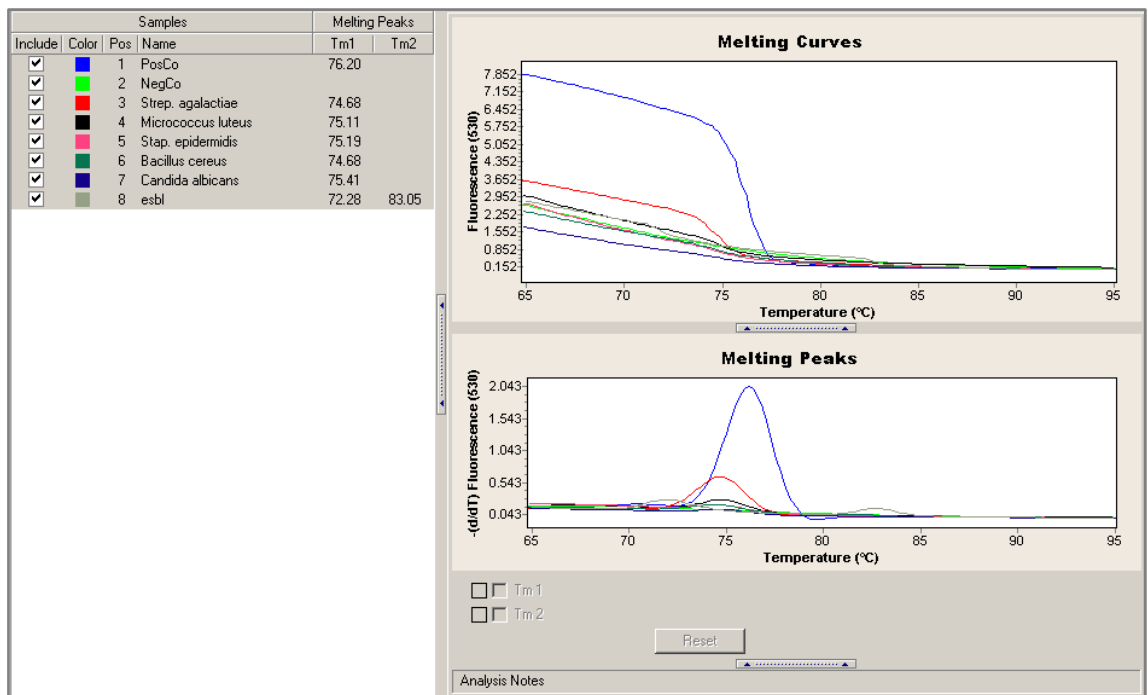 Samples Melting Peaks
Include Color Pos Name Tm1 Tm2
1 PosCo 76.20
2 NegCo
3 Strep. agalactiae 74.68
4 Micrococcus luteus 75.11
5 Stap. epidermidis 75.19
6 Bacillus cereus 74.68
7 Candida albicans 75.41
8 esbl 72.28 83.05
Melting Curves
Fluorescence (530)
7.852
7.152
6.452
5.752
5.052
4.352
3.652
2.952
2.252
1.552
0.852
0.152
65 70 75 80 85 90 95
Temperature (°C)
Melting Peaks
-(d/dT) Fluorescence (530)
2.043
1.543
1.043
0.543
0.043
65 70 75 80 85 90 95
Temperature (°C)
Tm 1
Tm 2
Reset
Analysis Notes